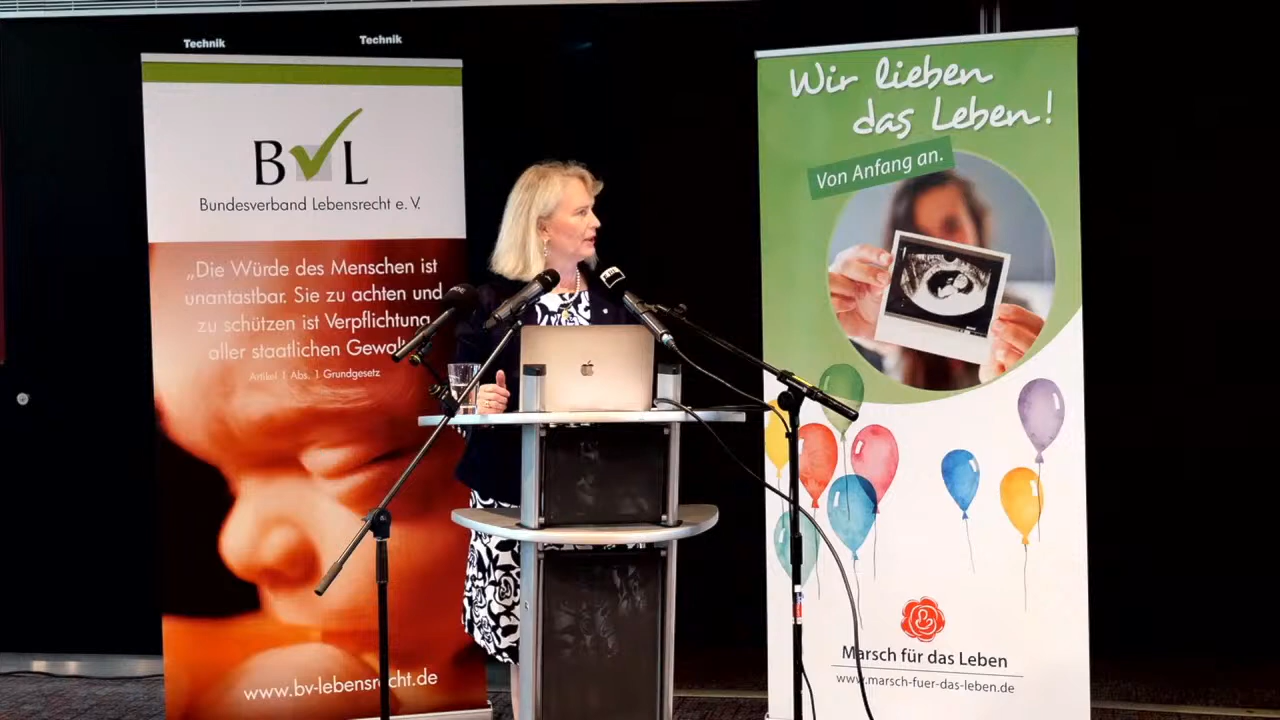 Technik
Technik
BVL
Bundesverband Lebensrecht e. V.
„Die Würde des Menschen ist
unantastbar. Sie zu achten und
zu schützen ist Verpflichtung
aller staatlichen Gewal
Artikel 1 Abs. 1 Grundgesetz
www.bv-lebensrecht.de
Wir lieben
das Leben!
Von Anfang an.
Marsch für das Leben
www.marsch-fuer-das-leben.de